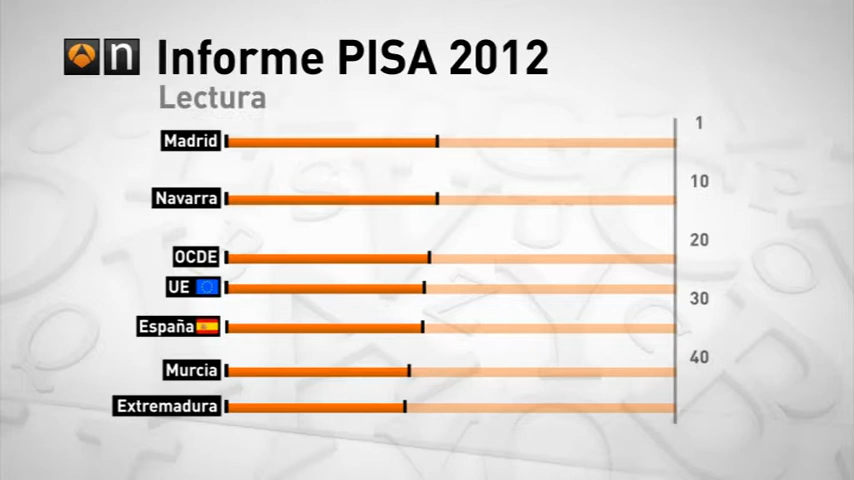 n Informe PISA 2012
Lectura
1
Madrid
10
Navarra
20
OCDE
UE
30
España
40
Murcia
Extremadura